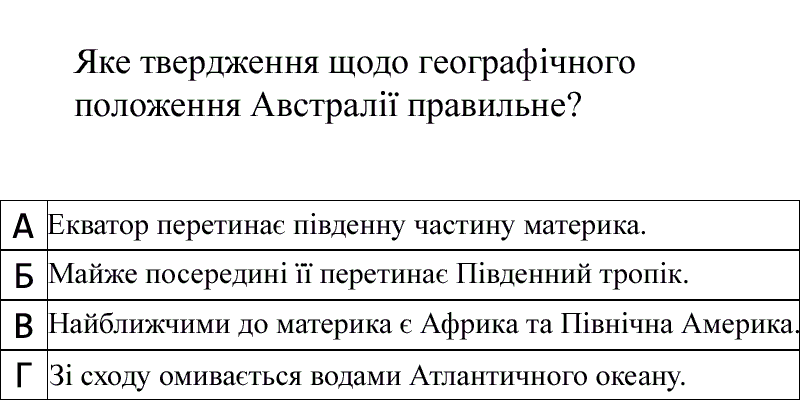 Яке твердження щодо географічного
положення Австралії правильне?
А Екватор перетинає південну частину материка.
Б Майже посередині її перетинає Південний тропік.
В Найближчими до материка є Африка та Північна Америка.
Г Зі сходу омивається водами Атлантичного океану.